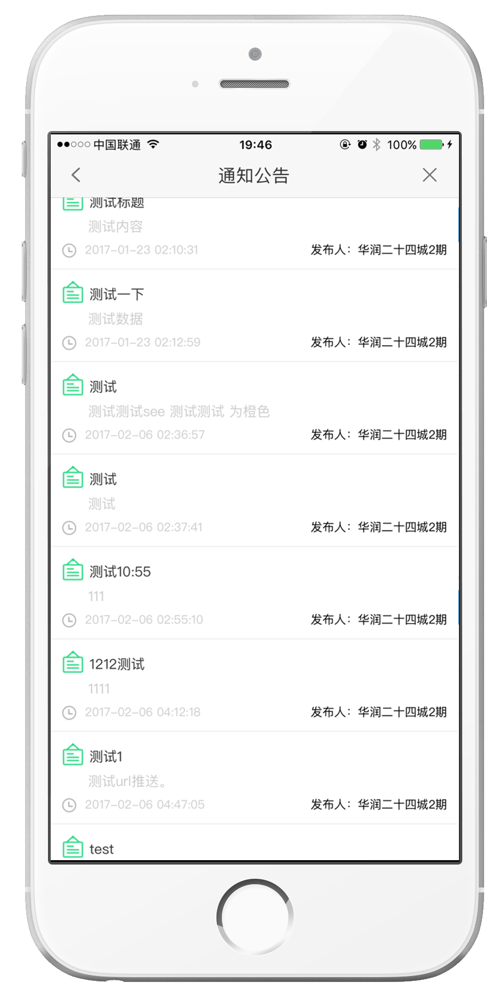 中国联通 19:46 100%
通知公告
测试标题
测试内容
2017-01-23 02:10:31 发布人：华润二十四城2期
测试一下
测试数据
2017-01-23 02:12:59 发布人：华润二十四城2期
测试
测试测试see 测试测试 为橙色
2017-02-06 02:36:57 发布人：华润二十四城2期
测试
测试
2017-02-06 02:37:41 发布人：华润二十四城2期
测试10:55
111
2017-02-06 02:55:10 发布人：华润二十四城2期
1212测试
1111
2017-02-06 04:12:18 发布人：华润二十四城2期
测试1
测试url推送。
2017-02-06 04:47:05 发布人：华润二十四城2期
test